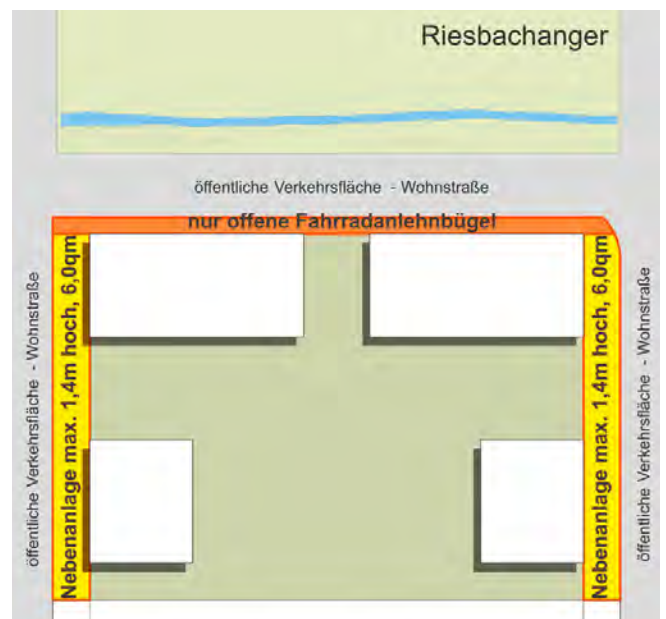 Riesbachanger
öffentliche Verkehrsfläche - Wohnstraße
nur offene Fahrradanlehnbügel
öffentliche Verkehrsfläche - Wohnstraße
Nebenanlage max. 1,4m hoch, 6,0qm
Nebenanlage max. 1,4m hoch, 6,0qm
öffentliche Verkehrsfläche - Wohnstraße